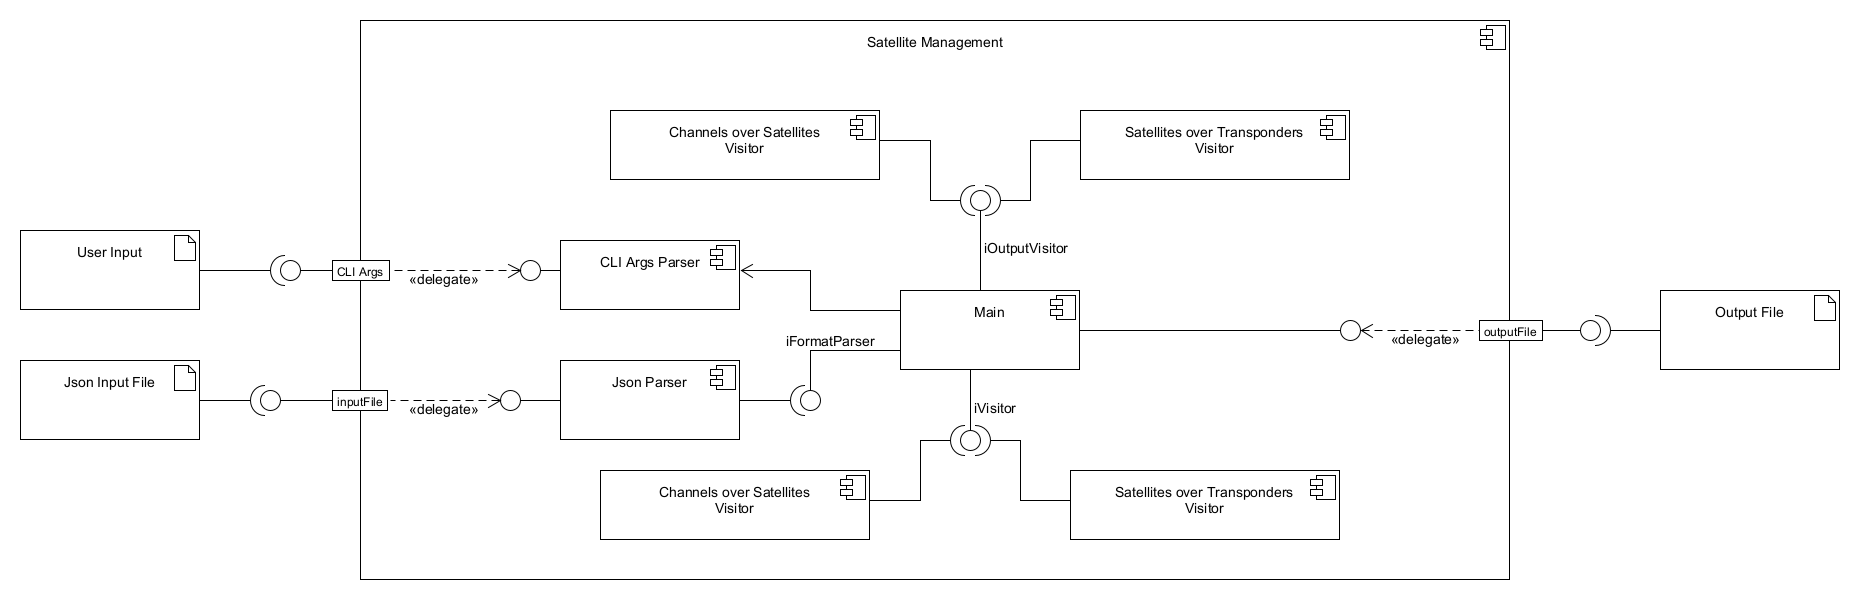 Satellite Management
Channels over Satellites
Visitor
Satellites over Transponders
Visitor
User Input
CLI Args
«delegate»
CLI Args Parser
iOutputVisitor
Main
outputFile
«delegate»
Output File
iFormatParser
Json Input File
inputFile
«delegate»
Json Parser
iVisitor
Channels over Satellites
Visitor
Satellites over Transponders
Visitor